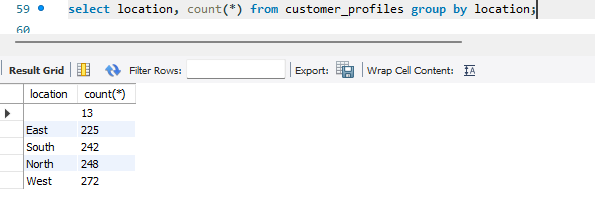 59 select location, count(*) from customer_profiles group by location;
60
Result Grid Filter Rows: Export: Wrap Cell Content:
location count(*)
13
East 225
South 242
North 248
West 272